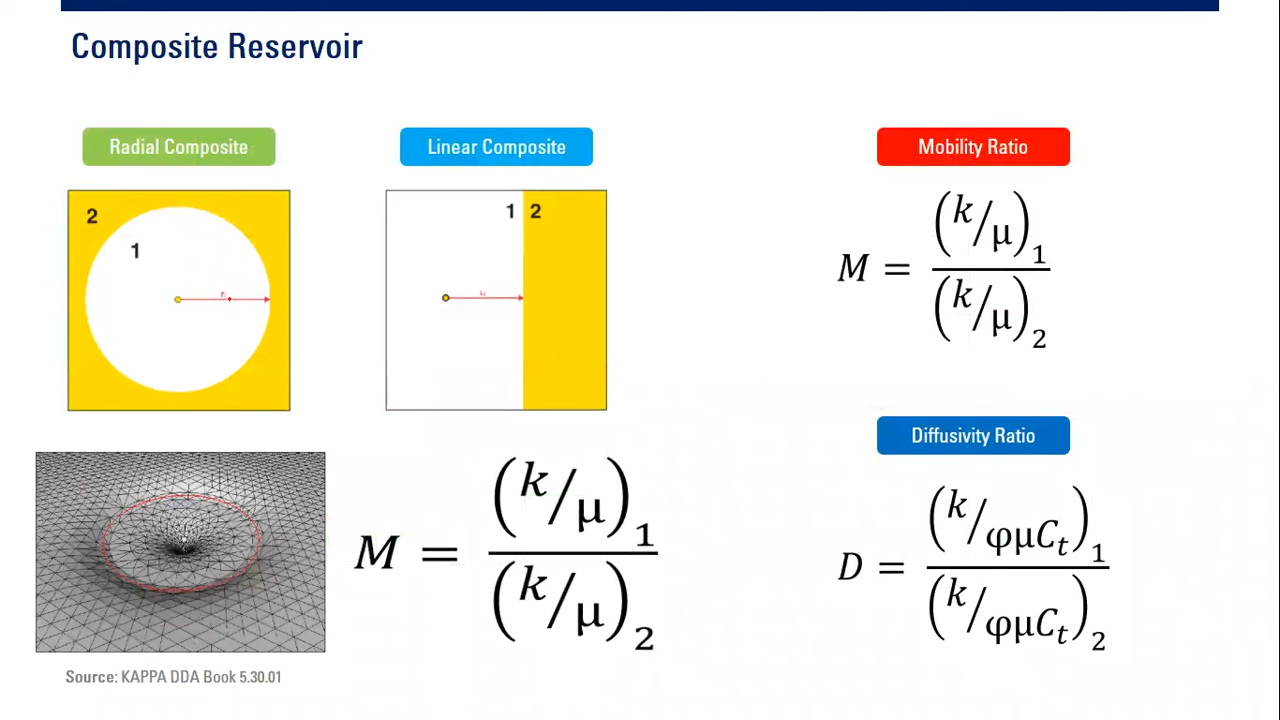 Composite Reservoir
Radial Composite
Linear Composite
Mobility Ratio
2
1
1 2
M = (k/μ)₁ / (k/μ)₂
Diffusivity Ratio
M = (k/μ)₁ / (k/μ)₂
D = (k/φμCₜ)₁ / (k/φμCₜ)₂
Source: KAPPA DDA Book 5.30.01